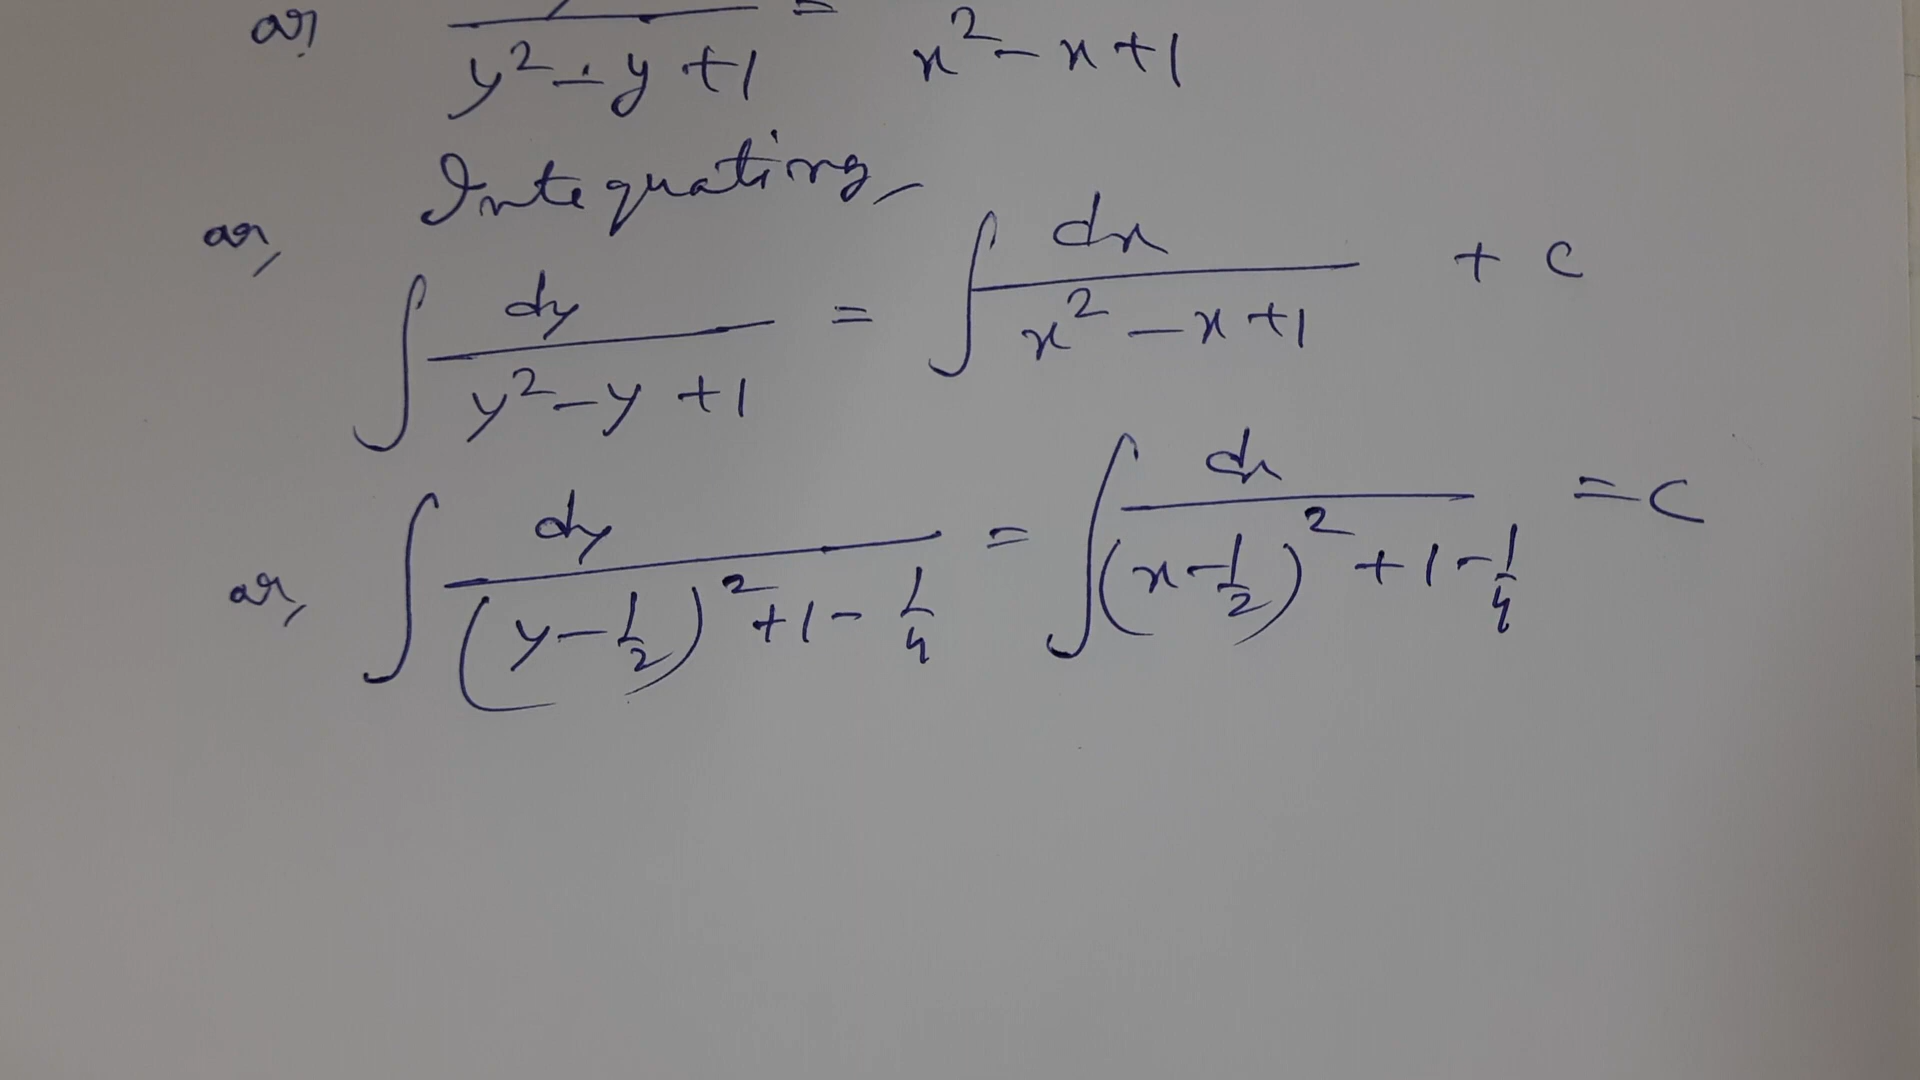 or, / y² - y + 1 = x² - x + 1
Intequating,
or, ∫ dy / y² - y + 1 = ∫ dx / x² - x + 1 + c
or, ∫ dy / (y - 1/2)² + 1 - 1/4 = ∫ dx / (x - 1/2)² + 1 - 1/4 = c